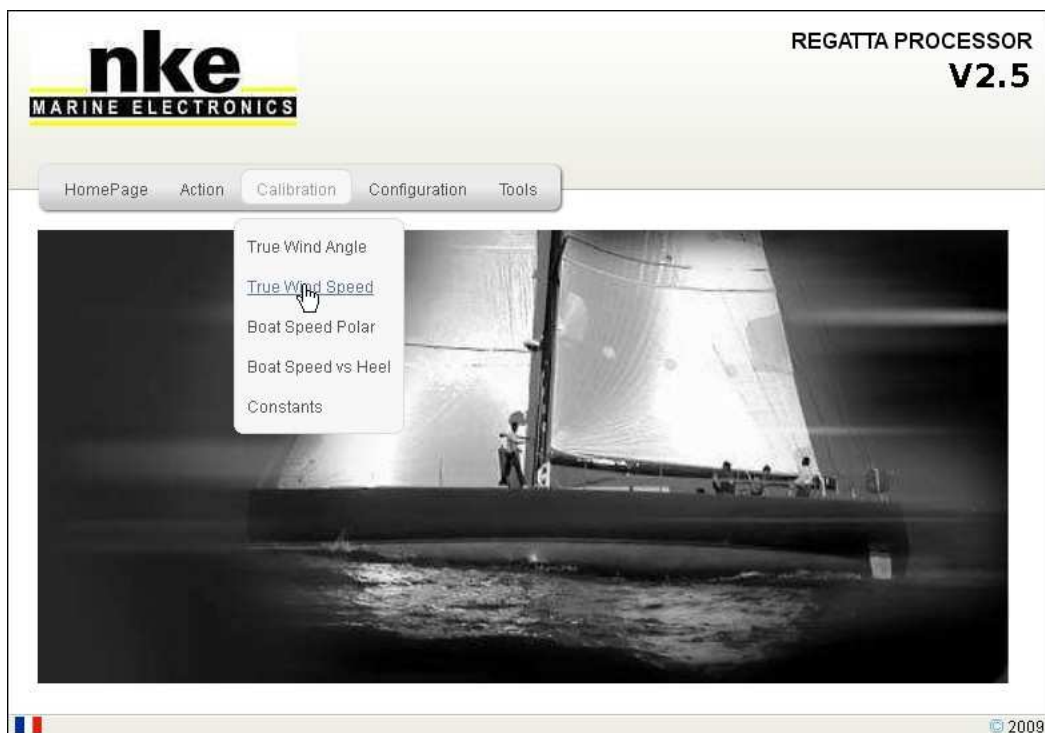 nke
MARINE ELECTRONICS
REGATTA PROCESSOR
V2.5
HomePage Action Calibration Configuration Tools
True Wind Angle
True Wind Speed
Boat Speed Polar
Boat Speed vs Heel
Constants
© 2009